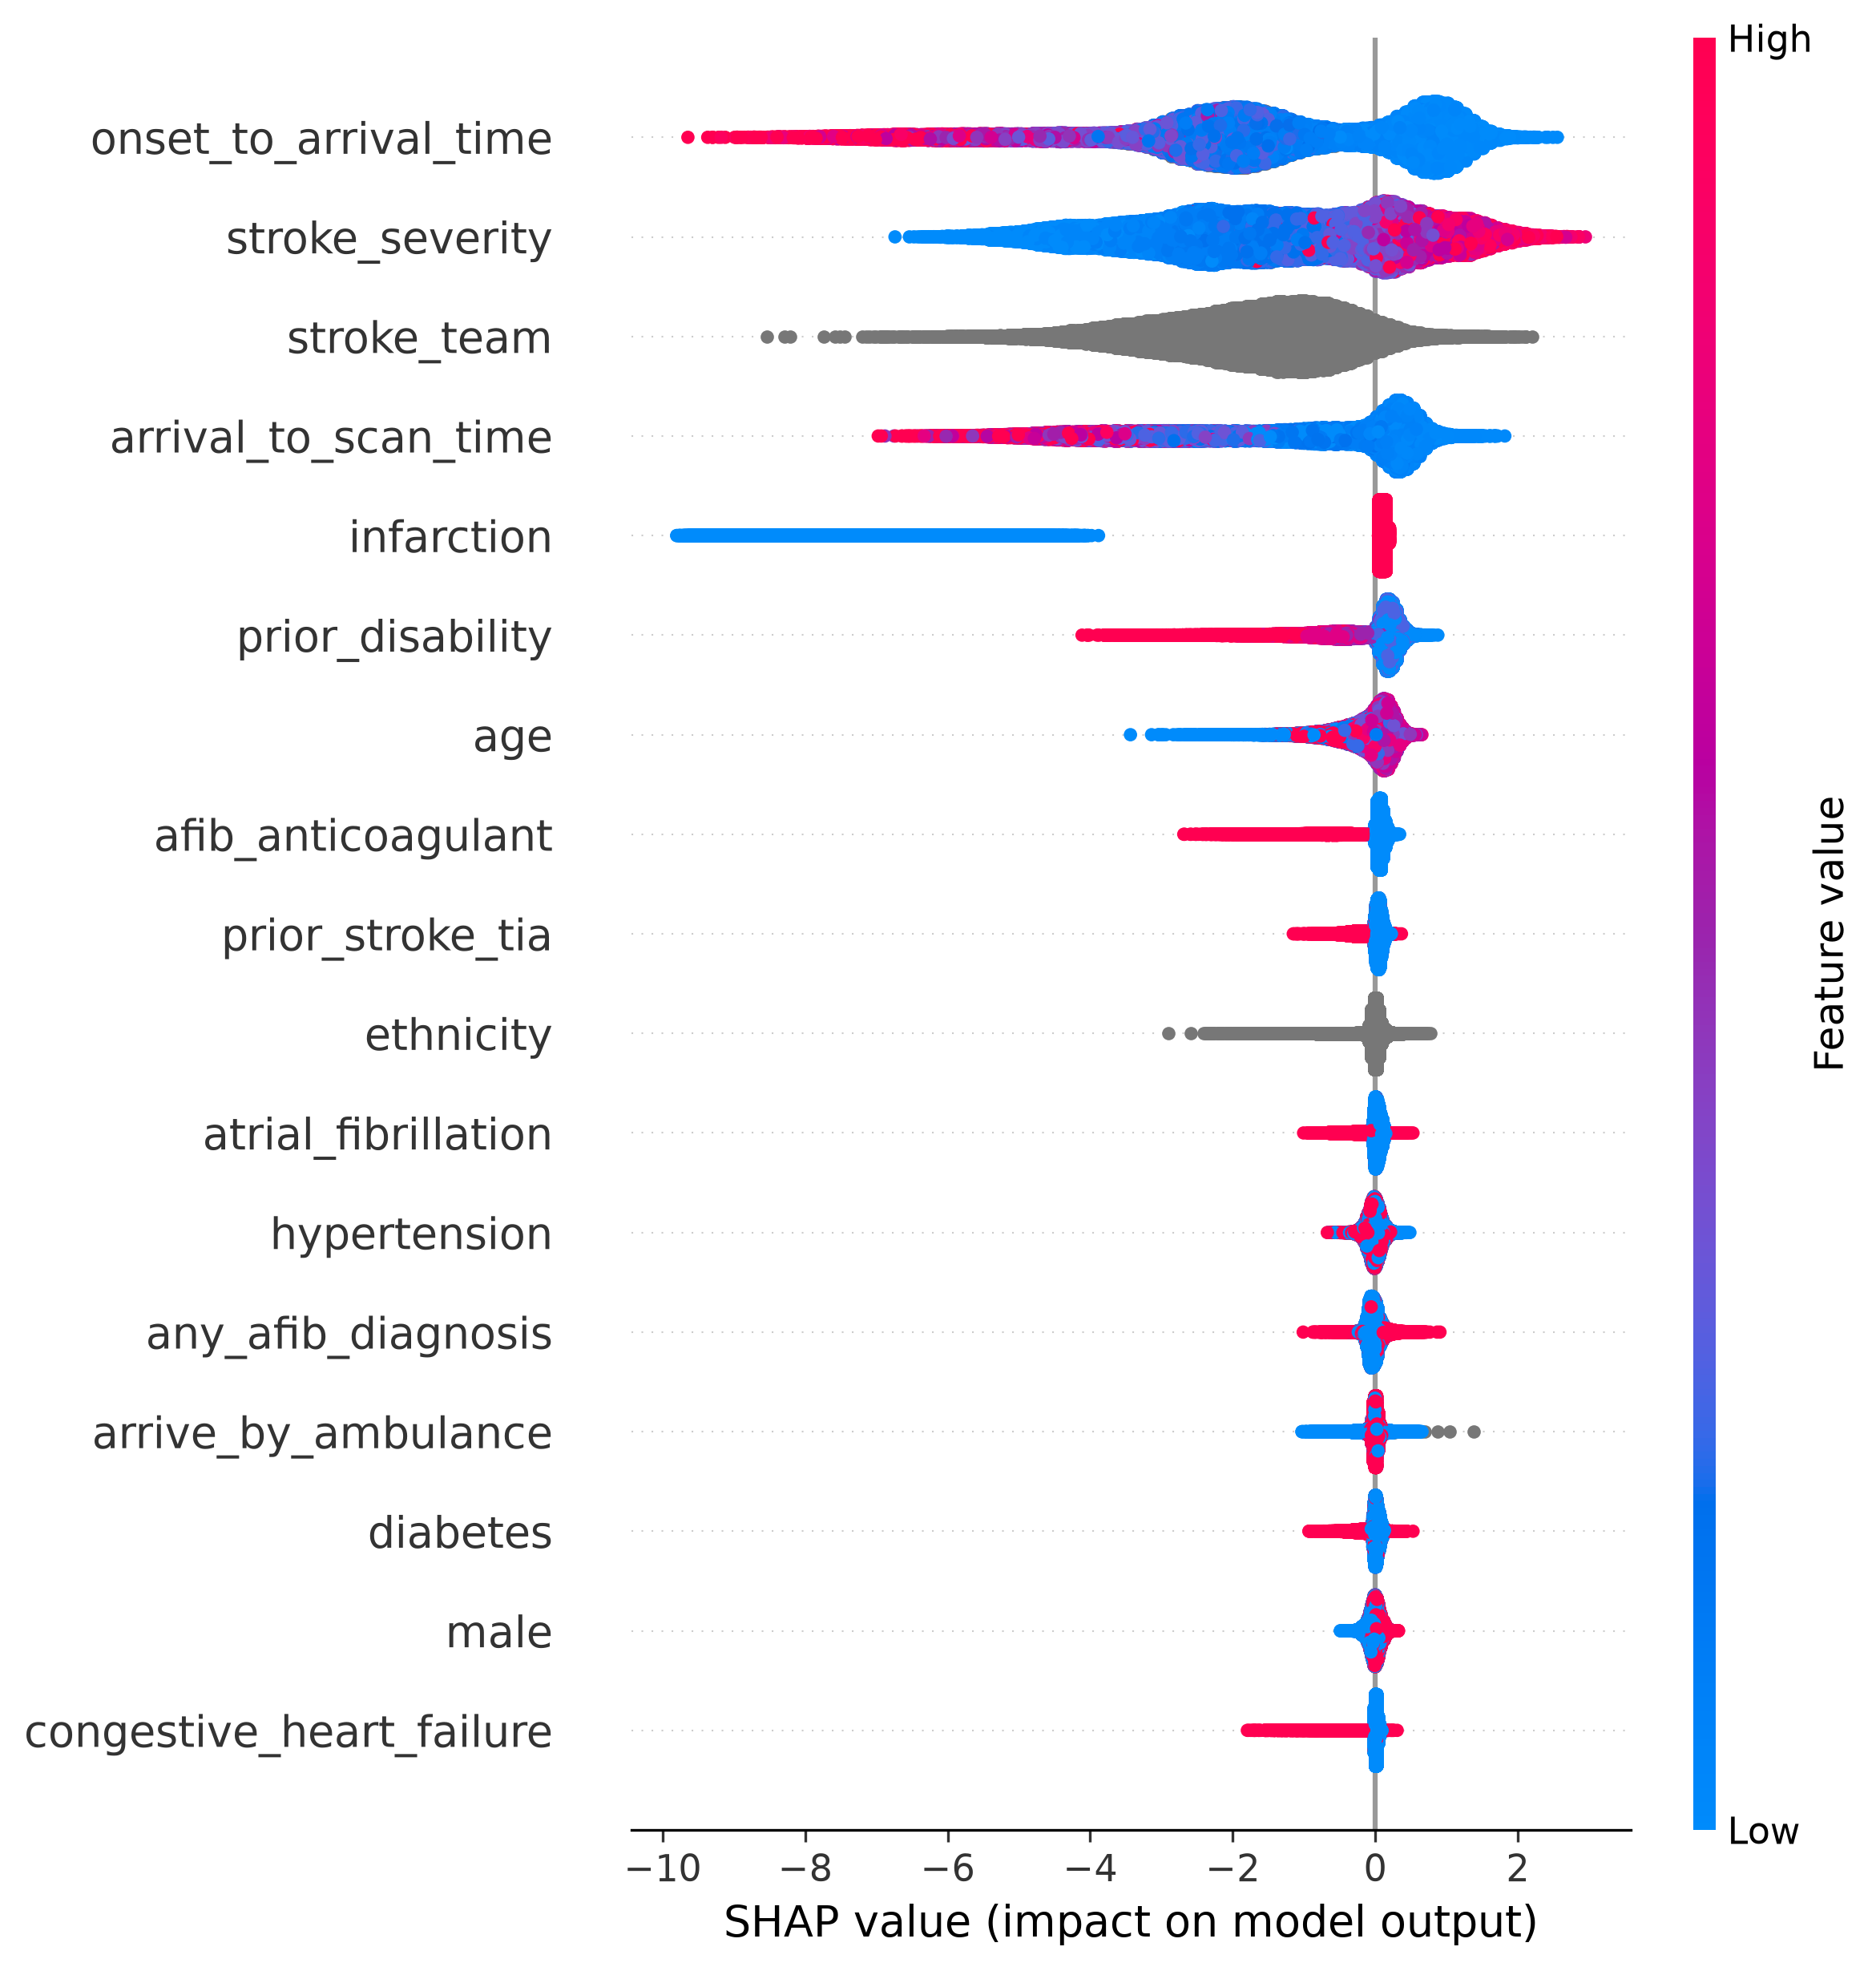 High
onset_to_arrival_time
stroke_severity
stroke_team
arrival_to_scan_time
infarction
prior_disability
age
afib_anticoagulant
prior_stroke_tia
ethnicity
atrial_fibrillation
hypertension
any_afib_diagnosis
arrive_by_ambulance
diabetes
male
congestive_heart_failure
Feature value
Low
−10 −8 −6 −4 −2 0 2
SHAP value (impact on model output)